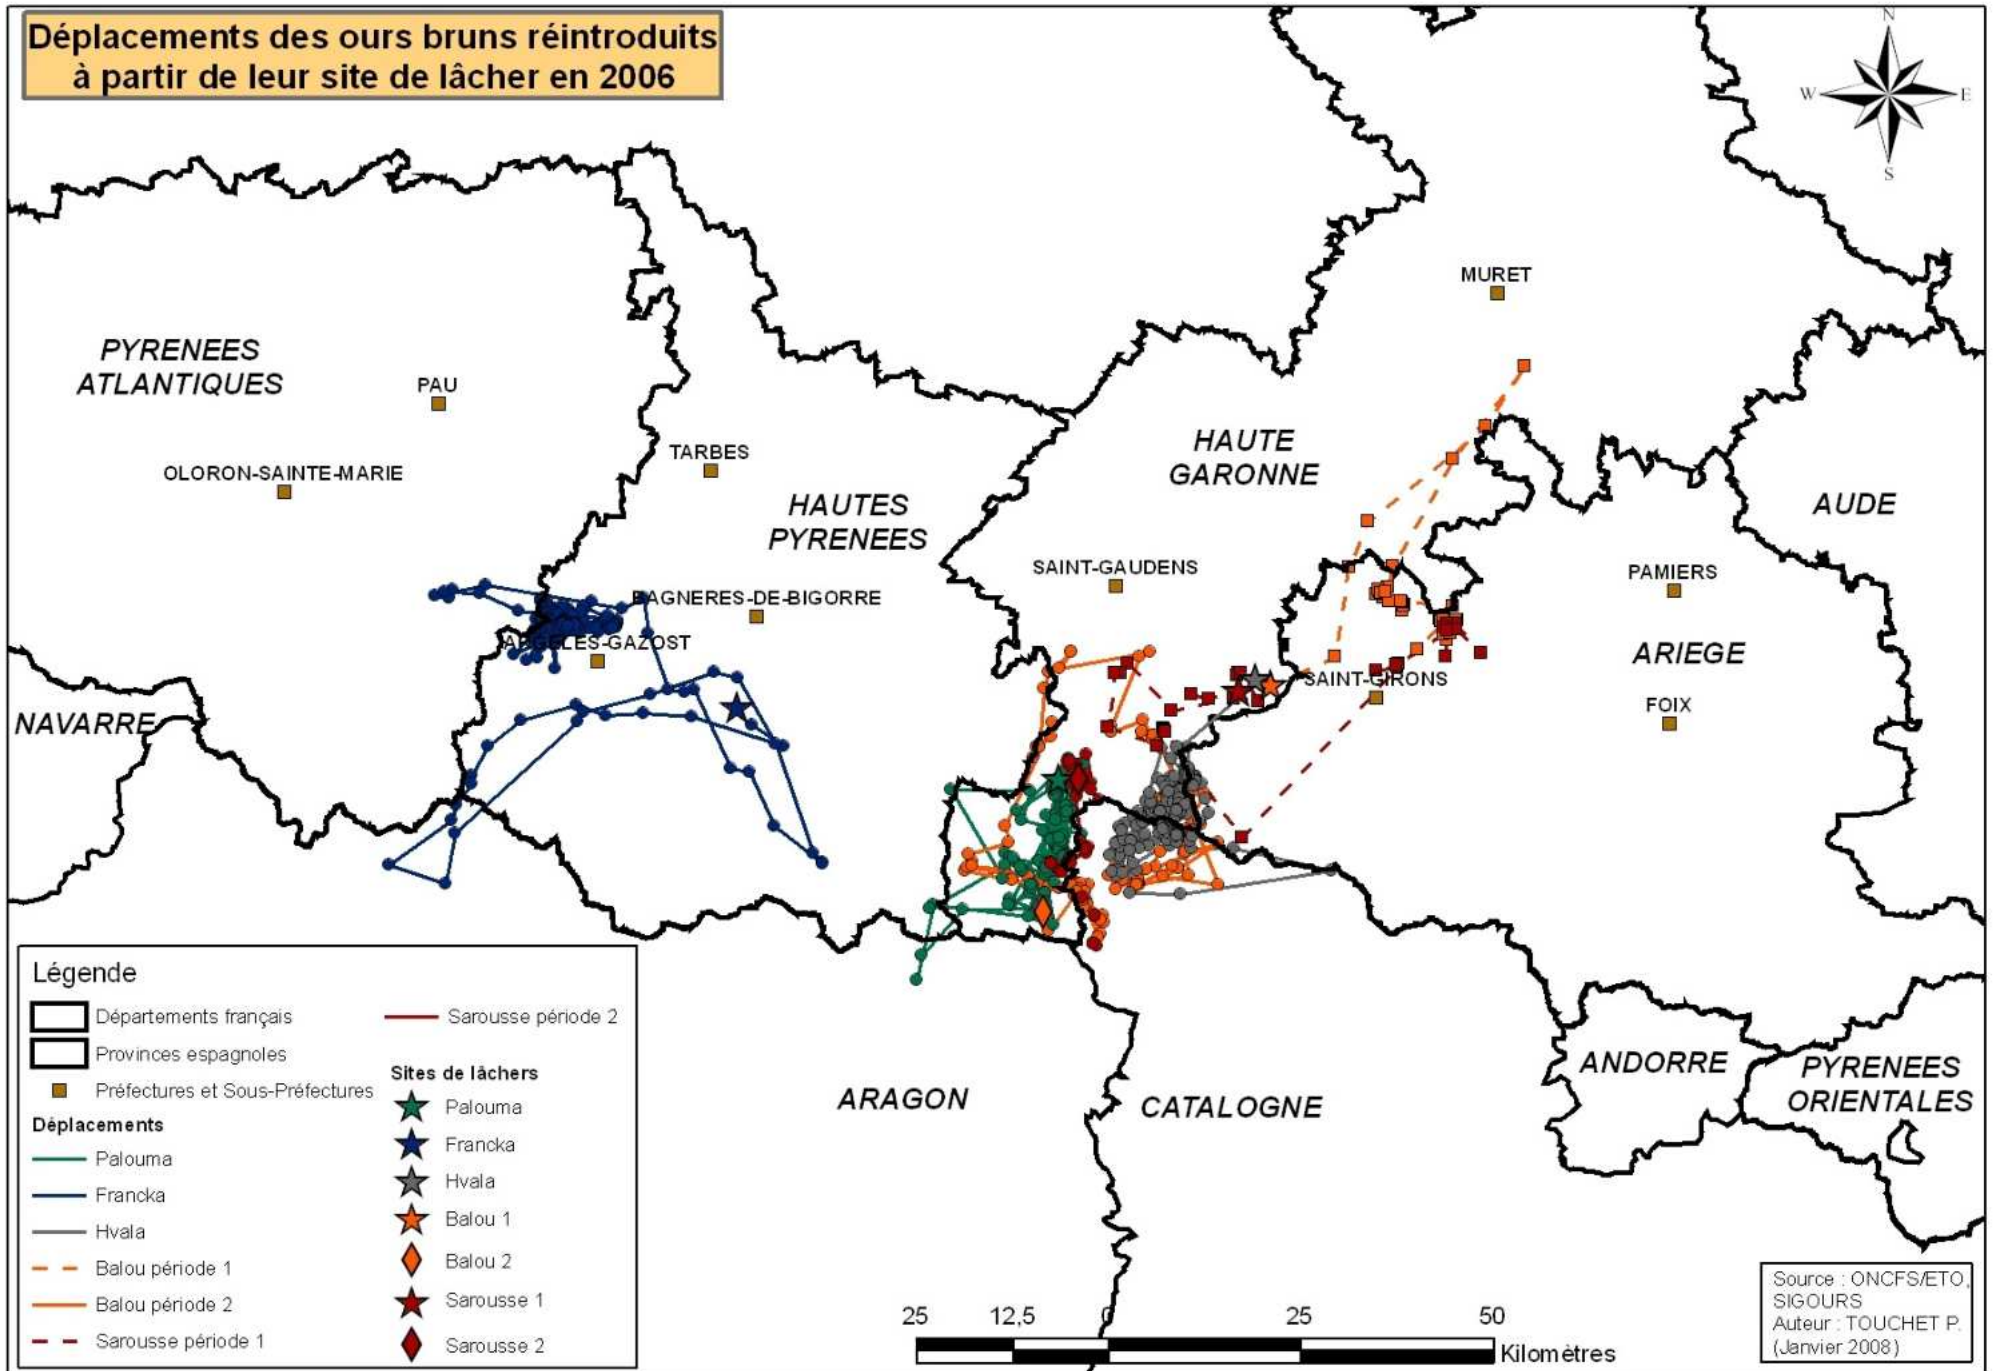 Déplacements des ours bruns réintroduits
à partir de leur site de lâcher en 2006
N
W
E
S
MURET
PYRENEES
ATLANTIQUES
PAU
OLORON-SAINTE-MARIE
TARBES
HAUTES
PYRENEES
HAUTE
GARONNE
AUDE
SAINT-GAUDENS
PAMIERS
BAGNERES-DE-BIGORRE
ARGELES-GAZOST
ARIEGE
SAINT-GIRONS
FOIX
NAVARRE
ARAGON
CATALOGNE
ANDORRE
PYRENEES
ORIENTALES
Légende
Départements français
Provinces espagnoles
Préfectures et Sous-Préfectures
Déplacements
Palouma
Francka
Hvala
Balou période 1
Balou période 2
Sarousse période 1
Sarousse période 2
Sites de lâchers
Palouma
Francka
Hvala
Balou 1
Balou 2
Sarousse 1
Sarousse 2
25 12,5 0 25 50
Kilomètres
Source : ONCFS/ETO,
SIGOURS
Auteur : TOUCHET P.
(Janvier 2008)